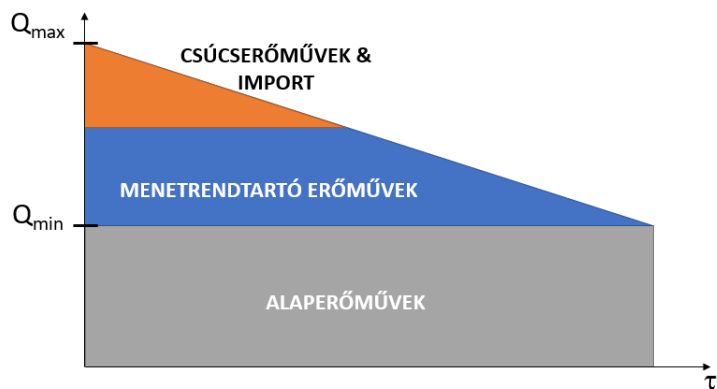 Qmax
CSÚCSERŐMŰVEK &
IMPORT
MENETRENDTARTÓ ERŐMŰVEK
Qmin
ALAPERŐMŰVEK
τ